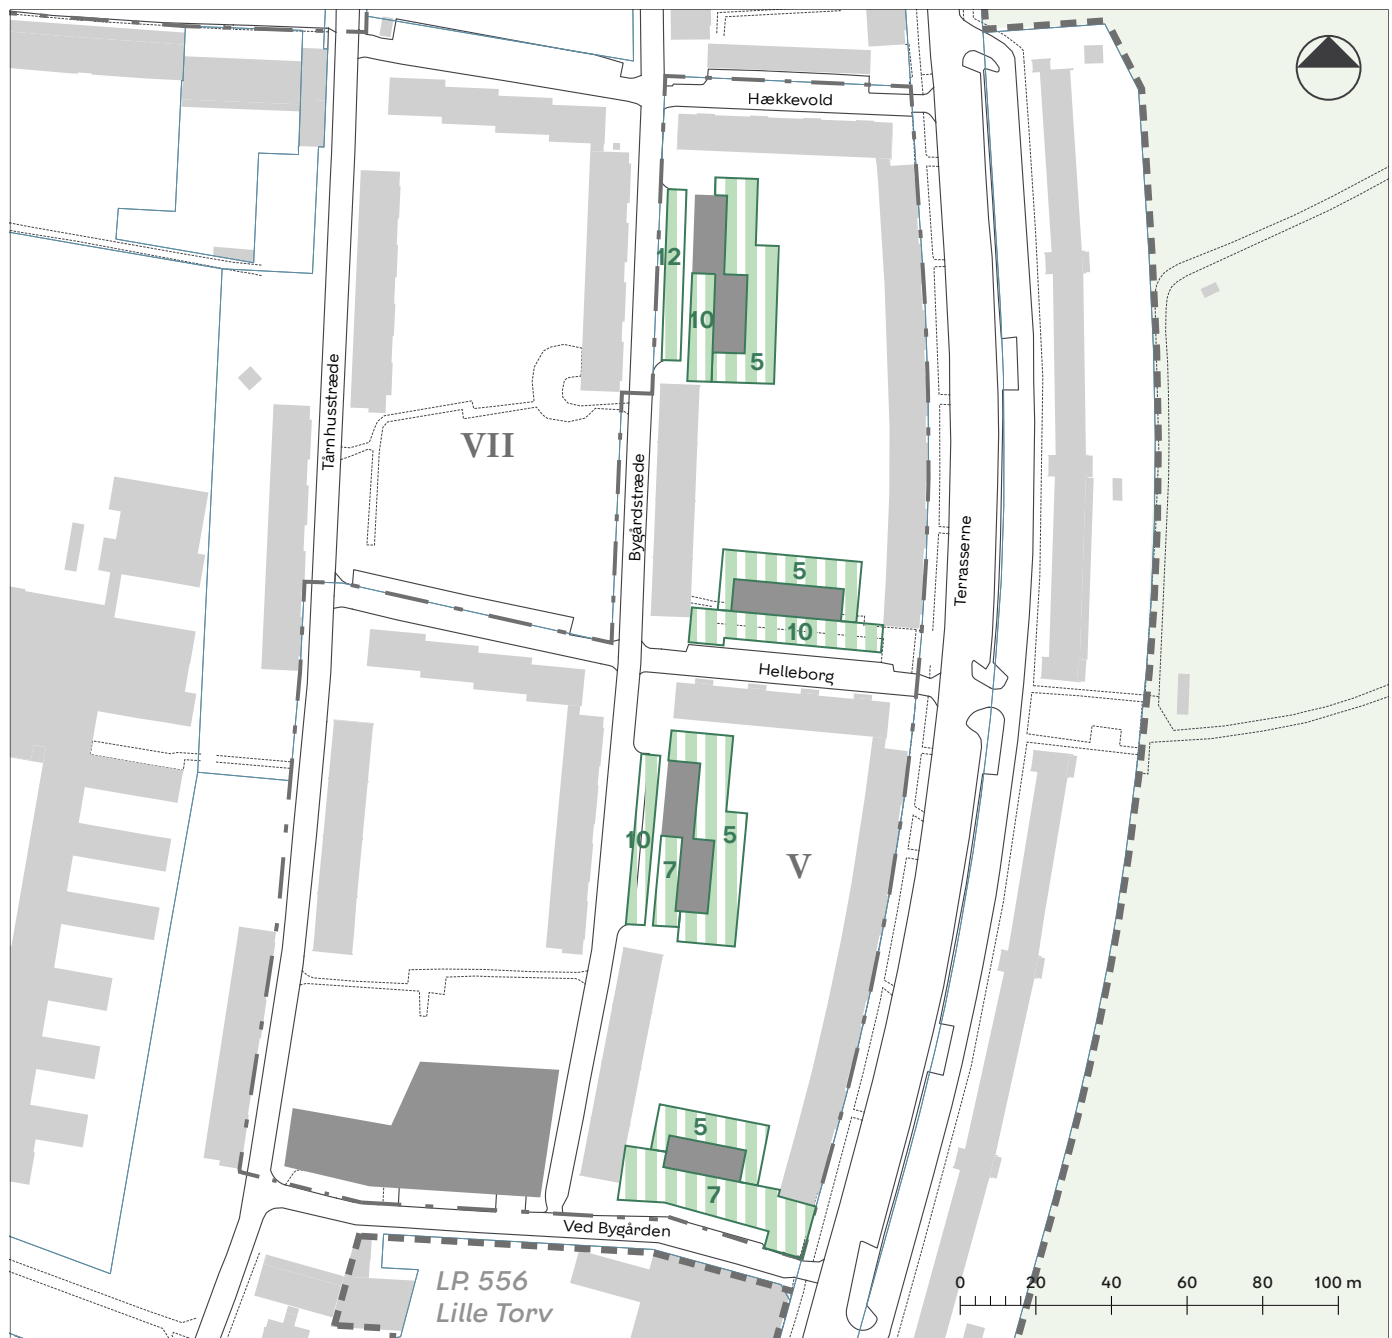 Hækkevold
12
10
5
Tårnhusstræde
VII
Bygårdstræde
Terrasserne
5
10
Helleborg
10
7
5
V
5
7
Ved Bygården
LP. 556
Lille Torv
0 20 40 60 80 100 m